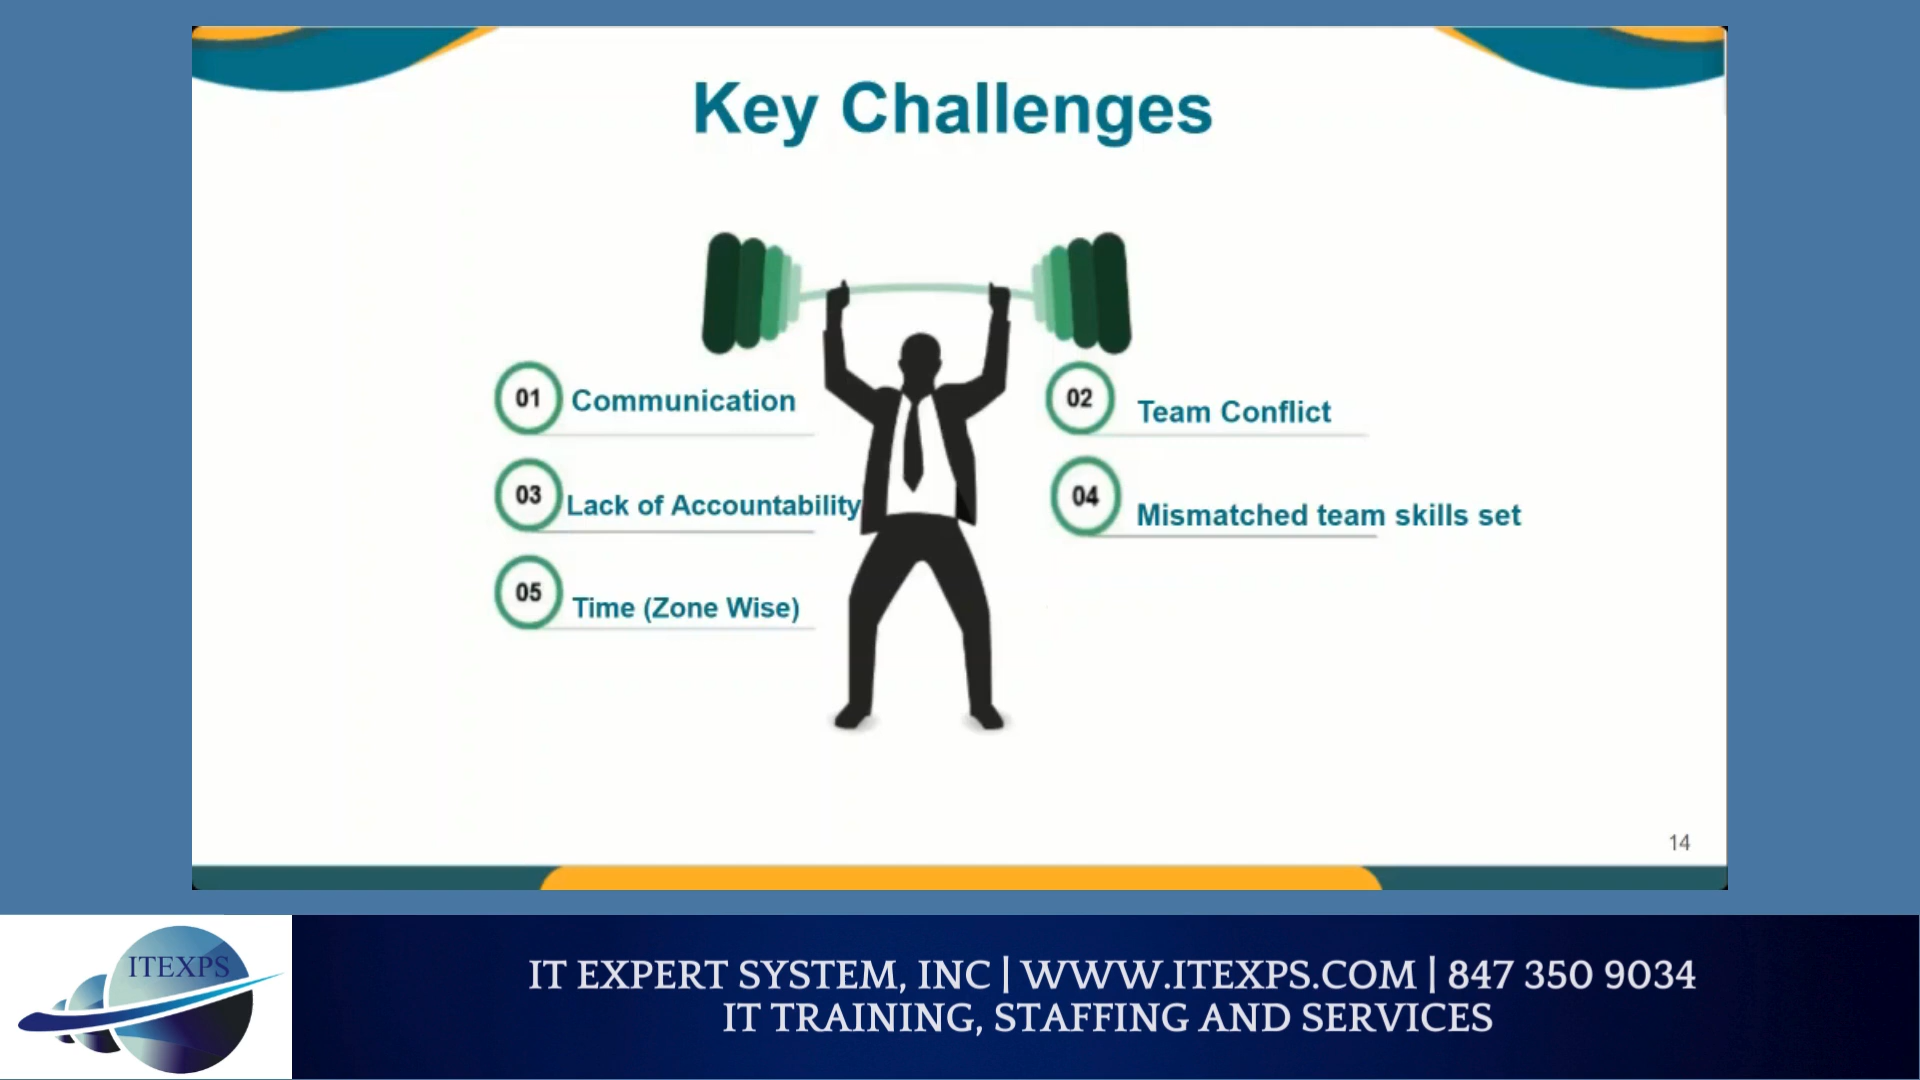 Key Challenges
01 Communication
02 Team Conflict
03 Lack of Accountability
04 Mismatched team skills set
05 Time (Zone Wise)
14
ITEXPS
IT EXPERT SYSTEM, INC | WWW.ITEXPS.COM | 847 350 9034
IT TRAINING, STAFFING AND SERVICES